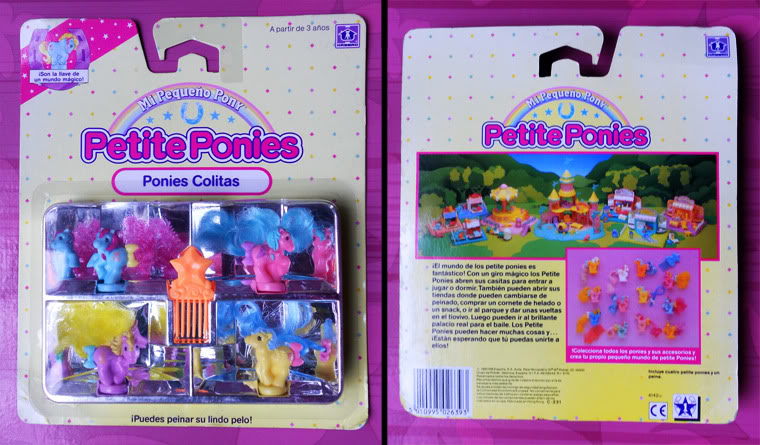 A partir de 3 años
¡Son la llave de
un mundo mágico!
Mi Pequeño Pony
Petite Ponies
Ponies Colitas
¡Puedes peinar su lindo pelo!
Mi Pequeño Pony
Petite Ponies
¡El mundo de los petite ponies es
fantástico! Con un giro mágico los Petite
Ponies abren sus casitas para entrar a
jugar o dormir. También pueden abrir sus
tiendas donde pueden cambiarse de
peinado, comprar un cornete de helado o
un snack, o ir al parque y dar unas vueltas
en el tiovivo. Luego pueden ir al brillante
palacio real para el baile. Los Petite
Ponies pueden hacer muchas cosas y...
¡Están esperando que tú puedas unirte a
ellos!
¡Colecciona todos los ponies y sus accesorios y
crea tu propio pequeño mundo de petite Ponies!
Incluye cuatro petite ponies y un
peine.
5010995026393
CE